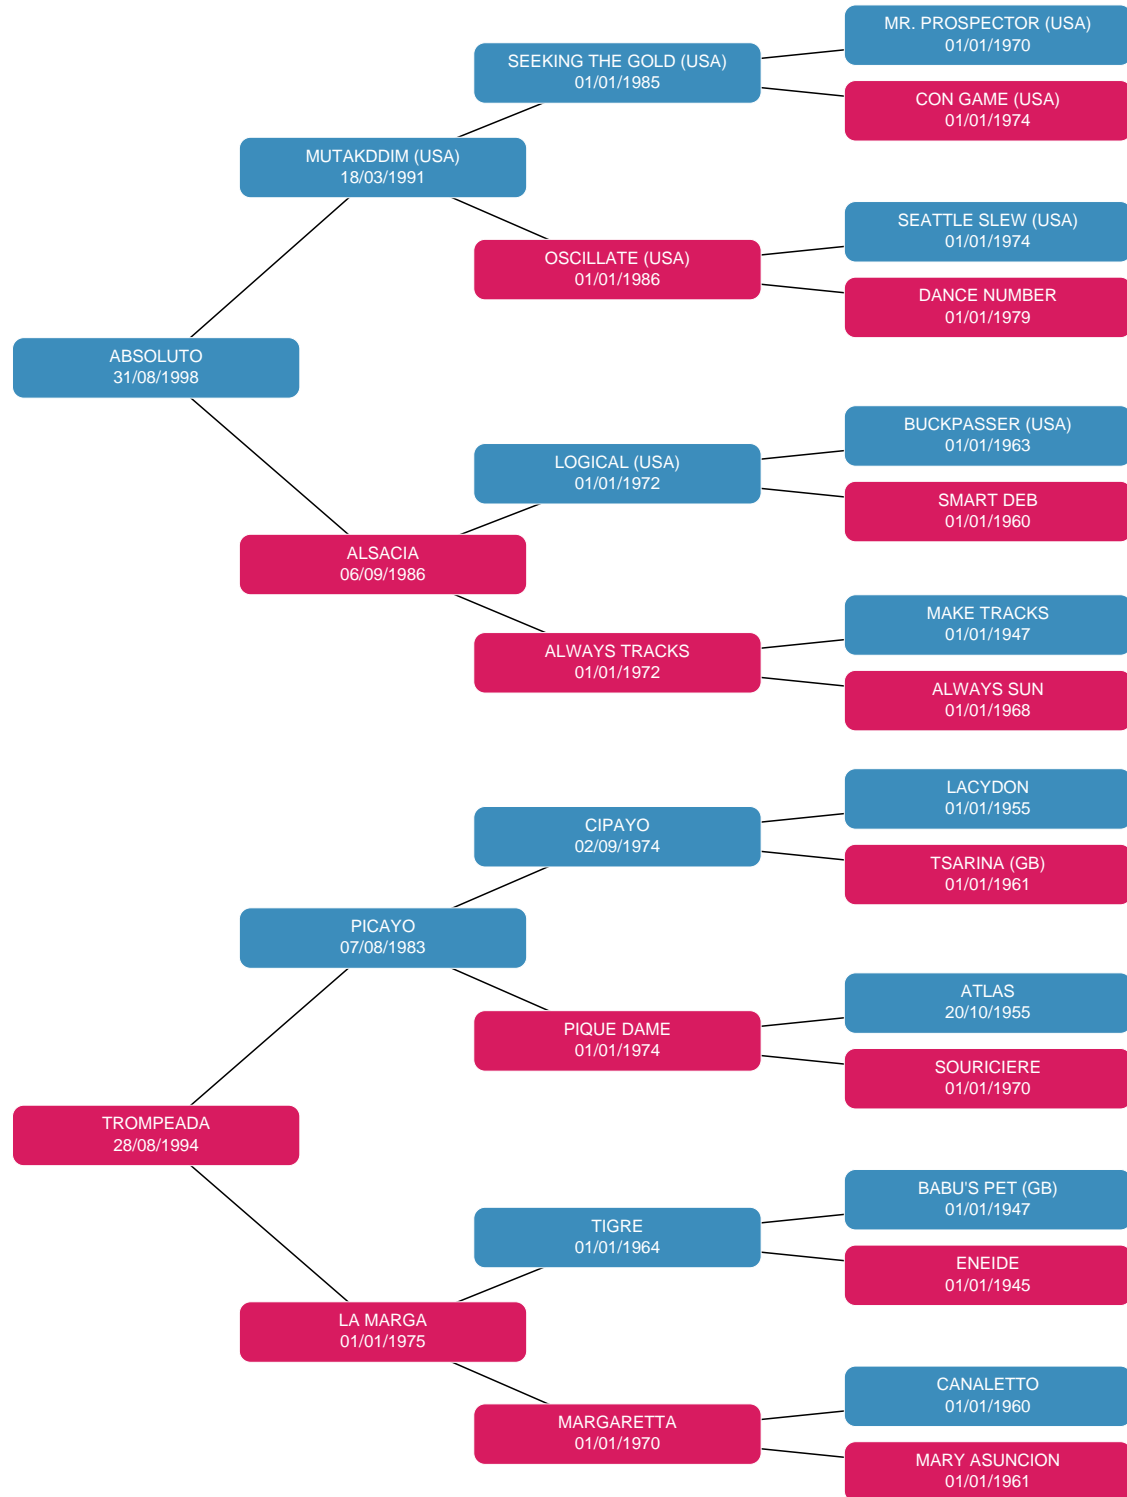 MR. PROSPECTOR (USA)
01/01/1970
SEEKING THE GOLD (USA)
01/01/1985
CON GAME (USA)
01/01/1974
MUTAKDDIM (USA)
18/03/1991
SEATTLE SLEW (USA)
01/01/1974
OSCILLATE (USA)
01/01/1986
DANCE NUMBER
01/01/1979
ABSOLUTO
31/08/1998
BUCKPASSER (USA)
01/01/1963
LOGICAL (USA)
01/01/1972
SMART DEB
01/01/1960
ALSACIA
06/09/1986
MAKE TRACKS
01/01/1947
ALWAYS TRACKS
01/01/1972
ALWAYS SUN
01/01/1968
LACYDON
01/01/1955
CIPAYO
02/09/1974
TSARINA (GB)
01/01/1961
PICAYO
07/08/1983
ATLAS
20/10/1955
PIQUE DAME
01/01/1974
SOURICIERE
01/01/1970
TROMPEADA
28/08/1994
BABU'S PET (GB)
01/01/1947
TIGRE
01/01/1964
ENEIDE
01/01/1945
LA MARGA
01/01/1975
CANALETTO
01/01/1960
MARGARETTA
01/01/1970
MARY ASUNCION
01/01/1961